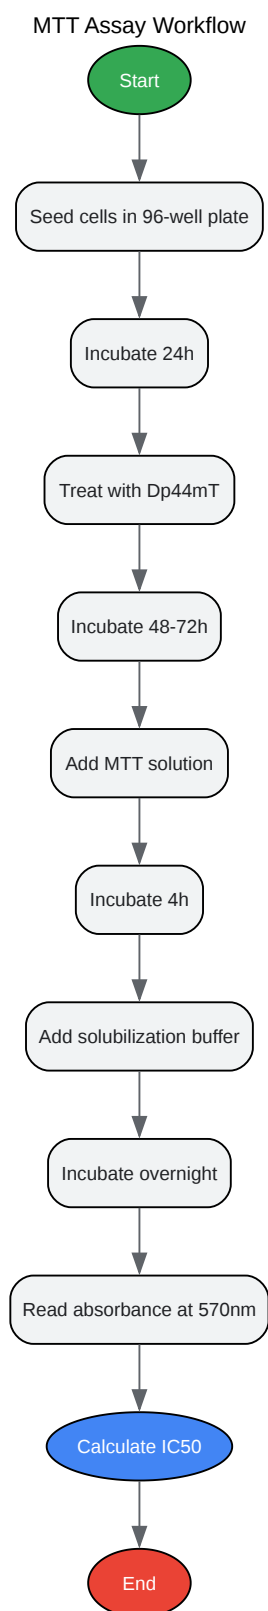 MTT Assay Workflow
Start
Seed cells in 96-well plate
Incubate 24h
Treat with Dp44mT
Incubate 48-72h
Add MTT solution
Incubate 4h
Add solubilization buffer
Incubate overnight
Read absorbance at 570nm
Calculate IC50
End